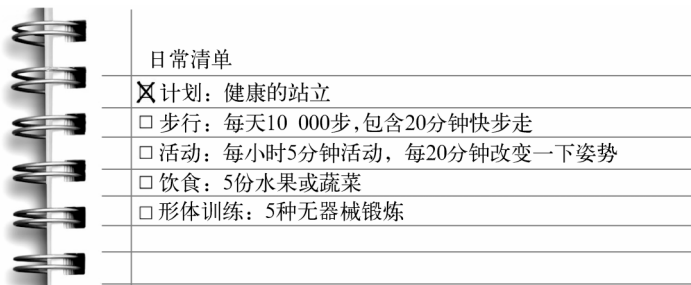 日常清单
☒ 计划：健康的站立
□ 步行：每天10 000步，包含20分钟快步走
□ 活动：每小时5分钟活动，每20分钟改变一下姿势
□ 饮食：5份水果或蔬菜
□ 形体训练：5种无器械锻炼